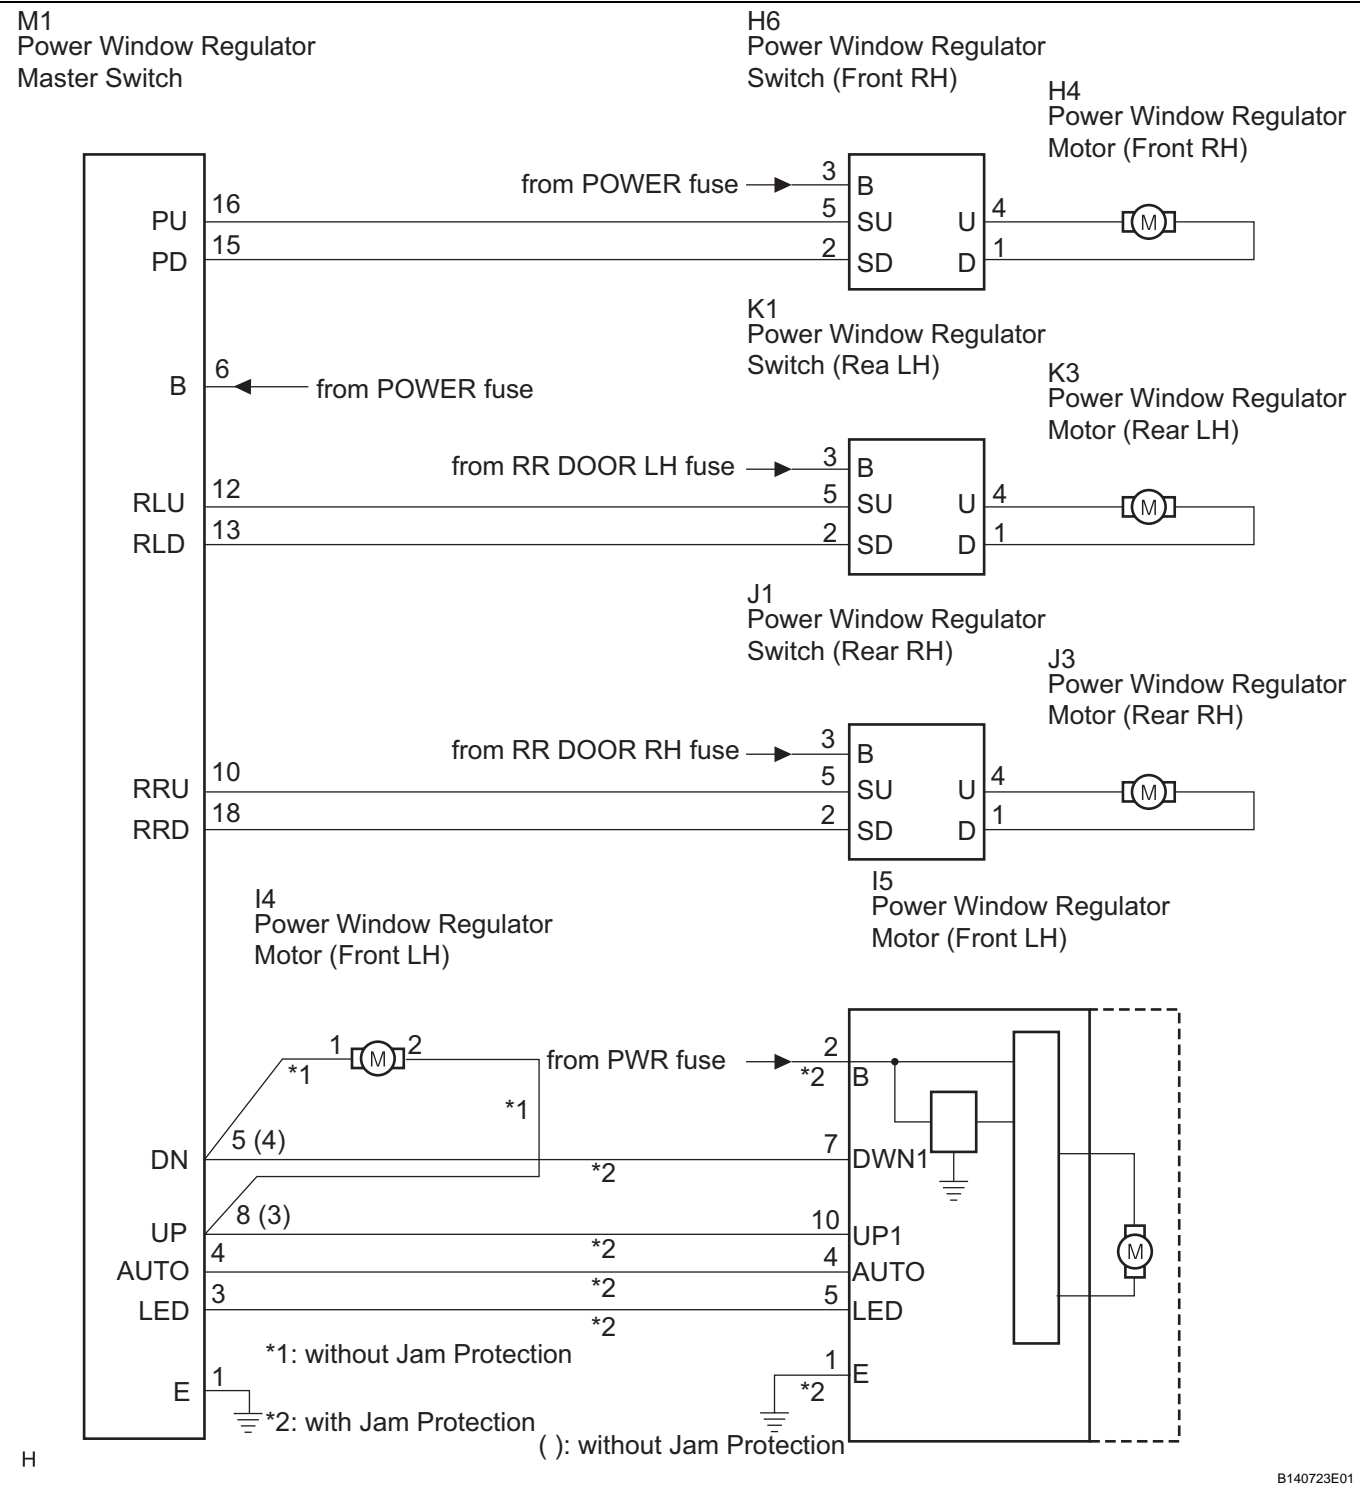 M1
Power Window Regulator
Master Switch
H6
Power Window Regulator
Switch (Front RH)
H4
Power Window Regulator
Motor (Front RH)
from POWER fuse
3
B
PU
16
5
SU
U
4
M
PD
15
2
SD
D
1
K1
Power Window Regulator
Switch (Rea LH)
B
6
from POWER fuse
K3
Power Window Regulator
Motor (Rear LH)
from RR DOOR LH fuse
3
B
RLU
12
5
SU
U
4
M
RLD
13
2
SD
D
1
J1
Power Window Regulator
Switch (Rear RH)
J3
Power Window Regulator
Motor (Rear RH)
from RR DOOR RH fuse
3
B
RRU
10
5
SU
U
4
M
RRD
18
2
SD
D
1
I4
Power Window Regulator
Motor (Front LH)
I5
Power Window Regulator
Motor (Front LH)
1
M
2
*1
*1
from PWR fuse
2
*2
B
DN
5 (4)
*2
7
DWN1
UP
8 (3)
*2
10
UP1
M
AUTO
4
*2
4
AUTO
LED
3
*2
5
LED
*1: without Jam Protection
E
1
1
*2
E
*2: with Jam Protection
( ): without Jam Protection
H
B140723E01